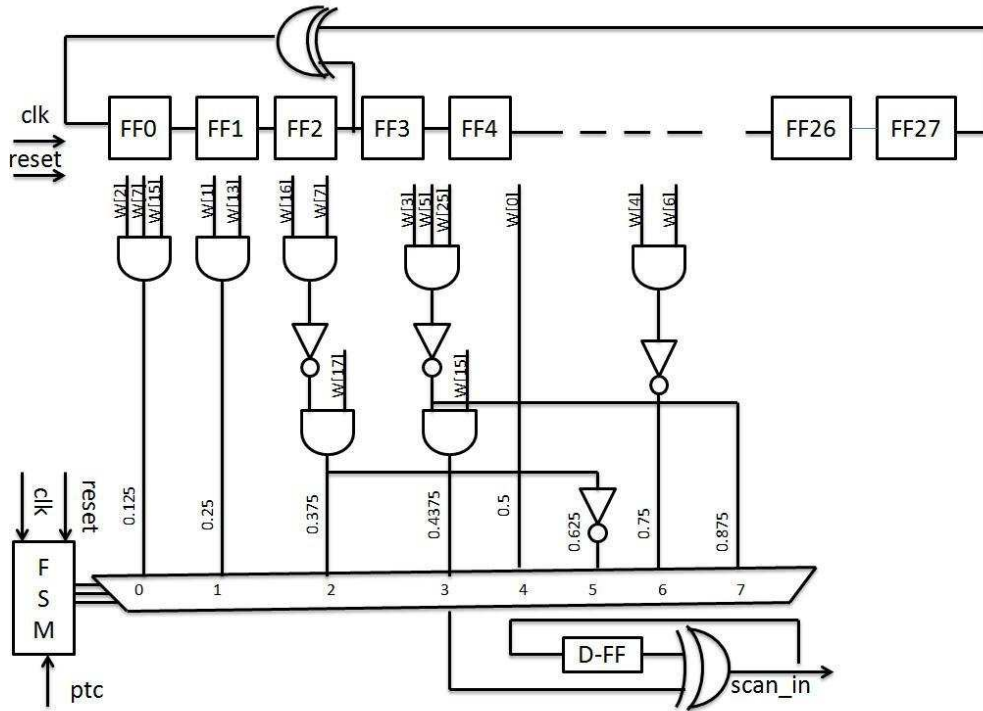 clk
reset
FF0 FF1 FF2 FF3 FF4 FF26 FF27
W[2] W[7] W[15] W[1] W[13] W[16] W[7] W[3] W[5] W[25] W[0] W[4] W[6]
W[17] W[15]
clk reset 0.125 0.25 0.375 0.4375 0.5 0.625 0.75 0.875
F
S
M
0 1 2 3 4 5 6 7
D-FF
scan_in
ptc